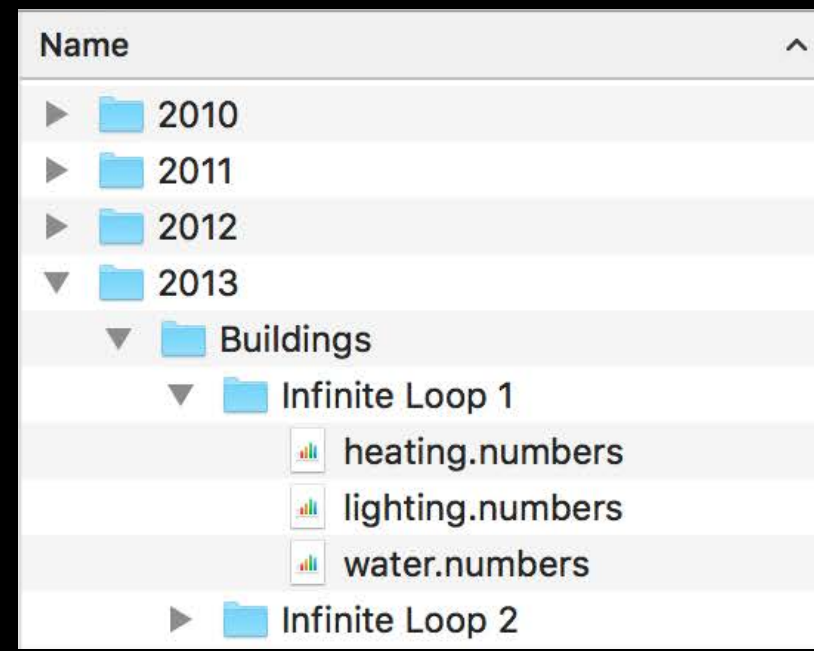 Name
2010
2011
2012
2013
Buildings
Infinite Loop 1
heating.numbers
lighting.numbers
water.numbers
Infinite Loop 2